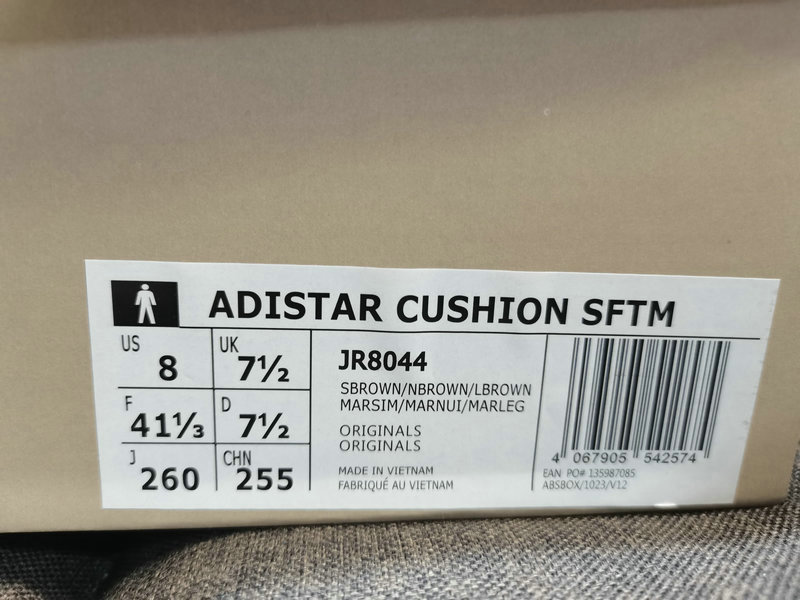 ADISTAR CUSHION SFTM
US 8 UK 7½
F 41⅓ D 7½
J 260 CHN 255
JR8044
SBROWN/NBROWN/LBROWN
MARSIM/MARNUI/MARLEG
ORIGINALS
ORIGINALS
MADE IN VIETNAM
FABRIQUÉ AU VIETNAM
4 067905 542574
EAN PO# 135987085
ABSBOX/1023/V12